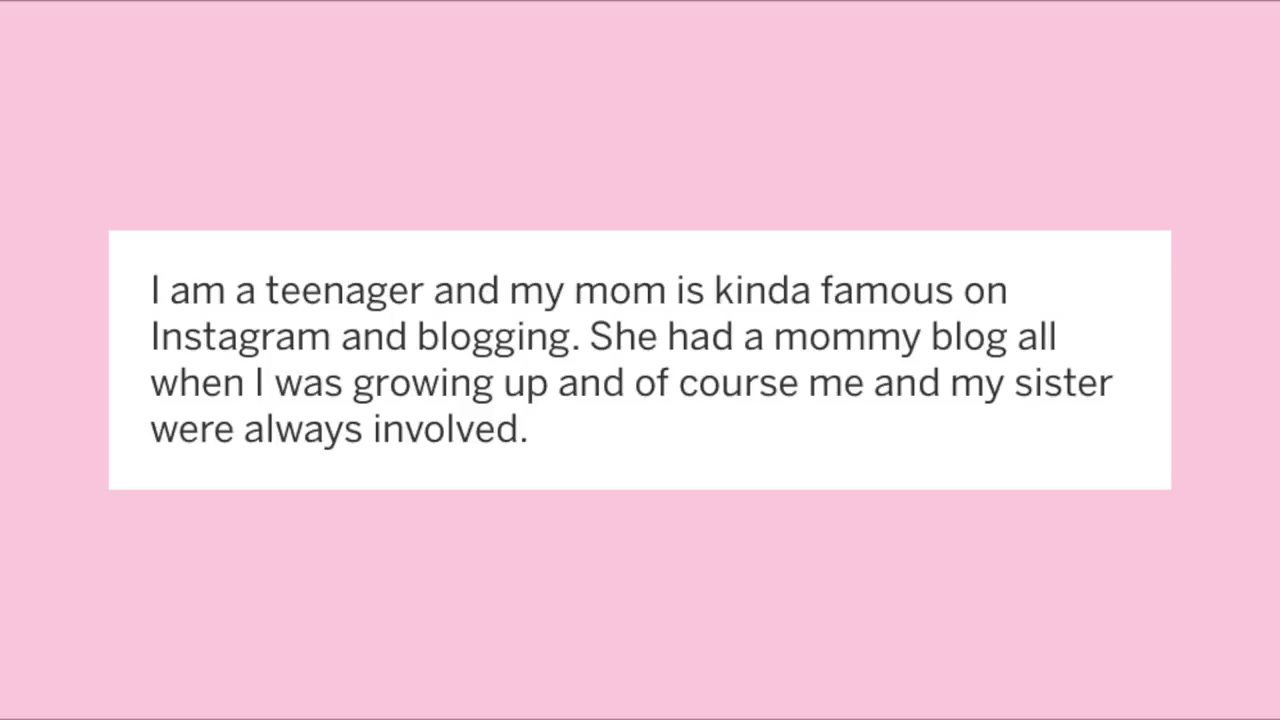 I am a teenager and my mom is kinda famous on
Instagram and blogging. She had a mommy blog all
when I was growing up and of course me and my sister
were always involved.